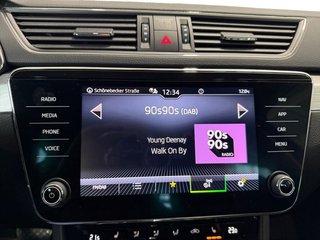 Schönebecker Straße 12:34
90s90s (DAB)
Young Deenay
Walk On By
90s
90s
RADIO
RADIO
MEDIA
PHONE
VOICE
NAV
APP
CAR
MENU